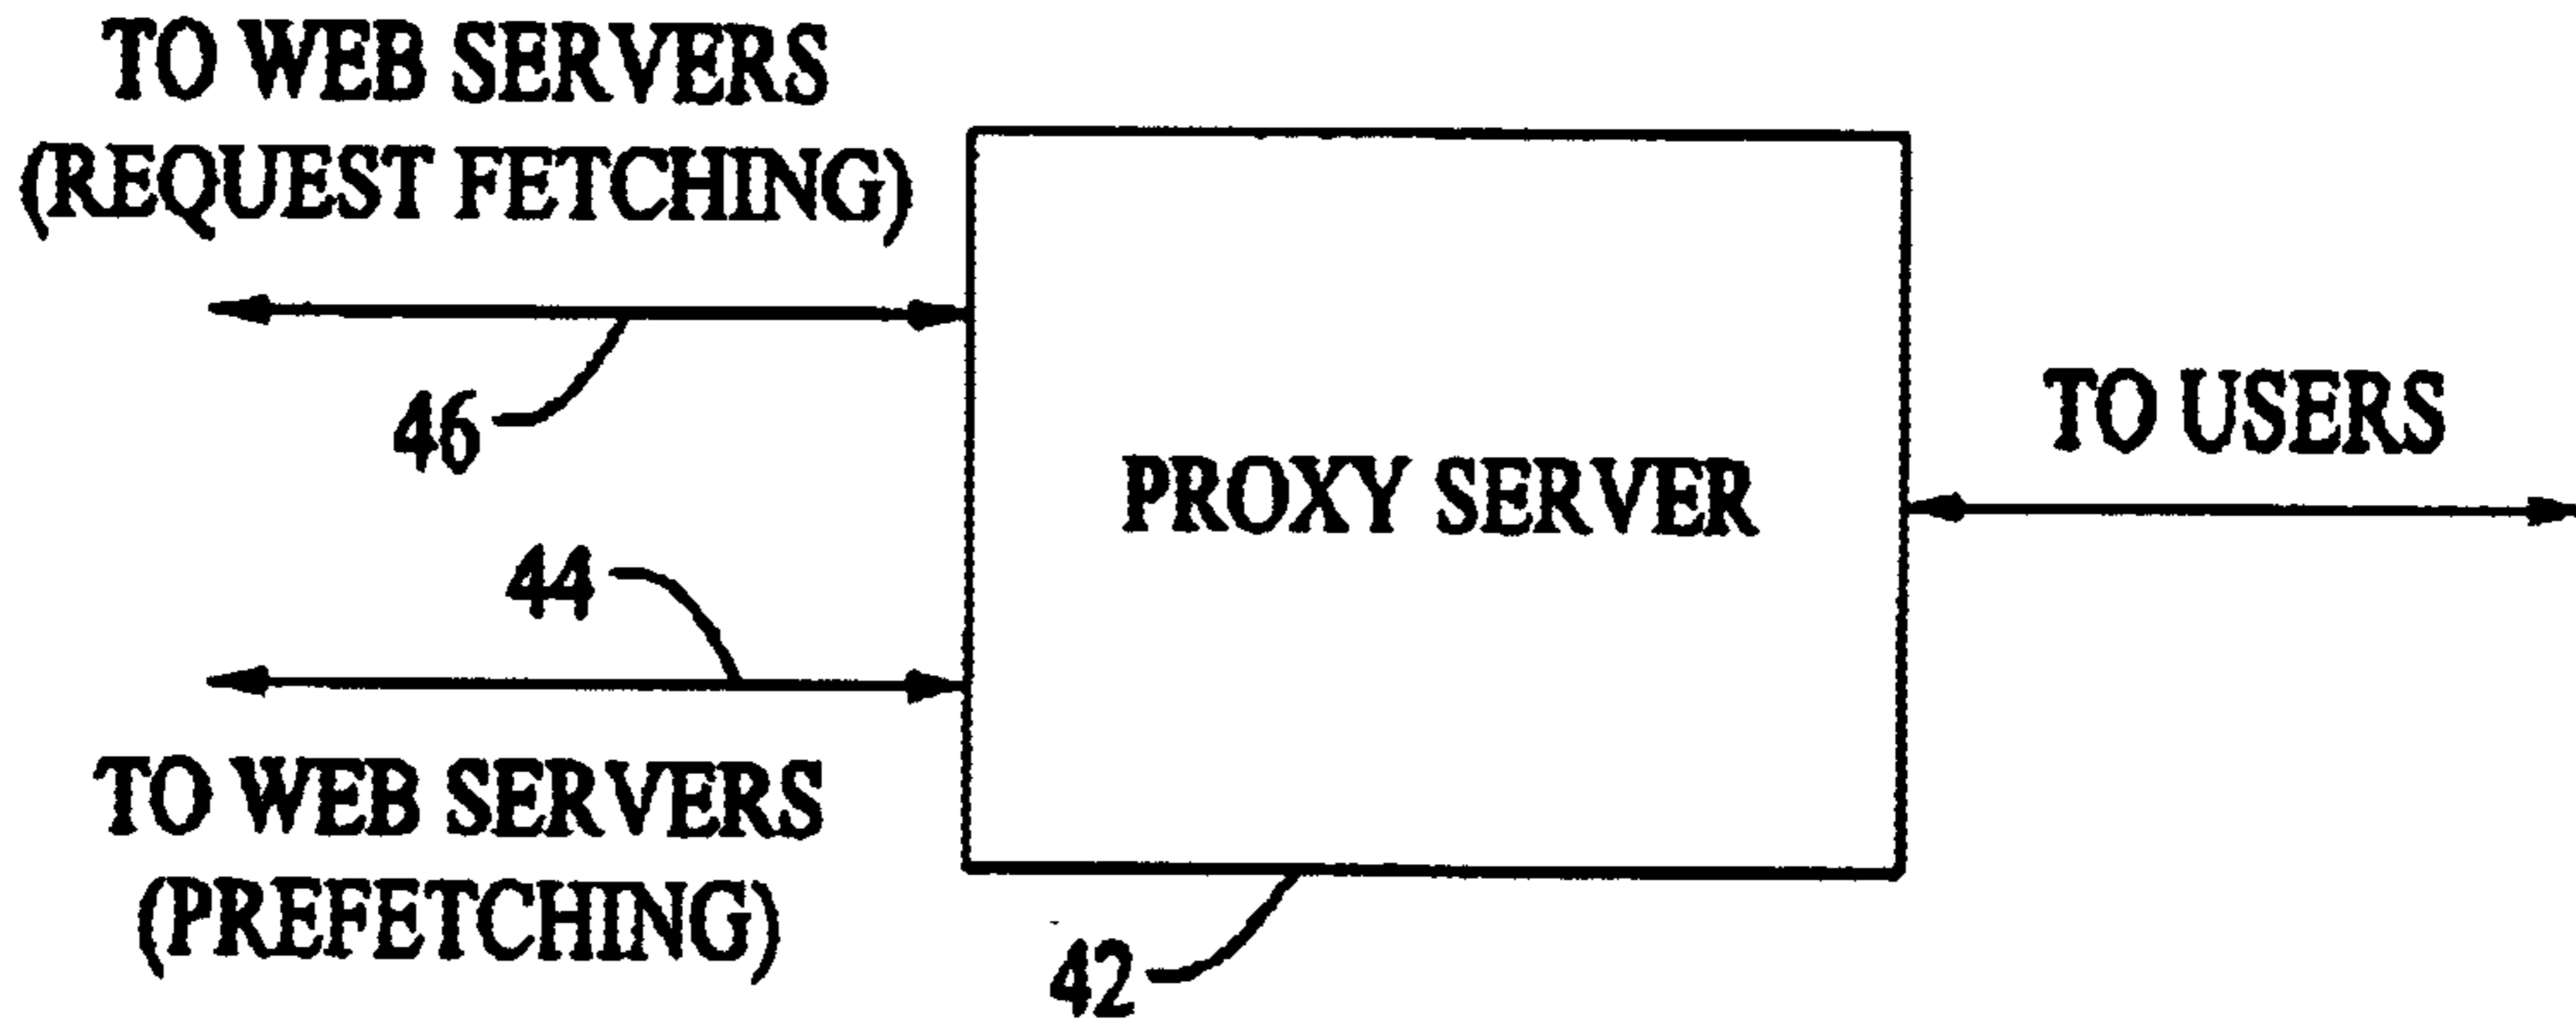 TO WEB SERVERS
(REQUEST FETCHING)
46
TO USERS
PROXY SERVER
44
TO WEB SERVERS
(PREFETCHING)
42